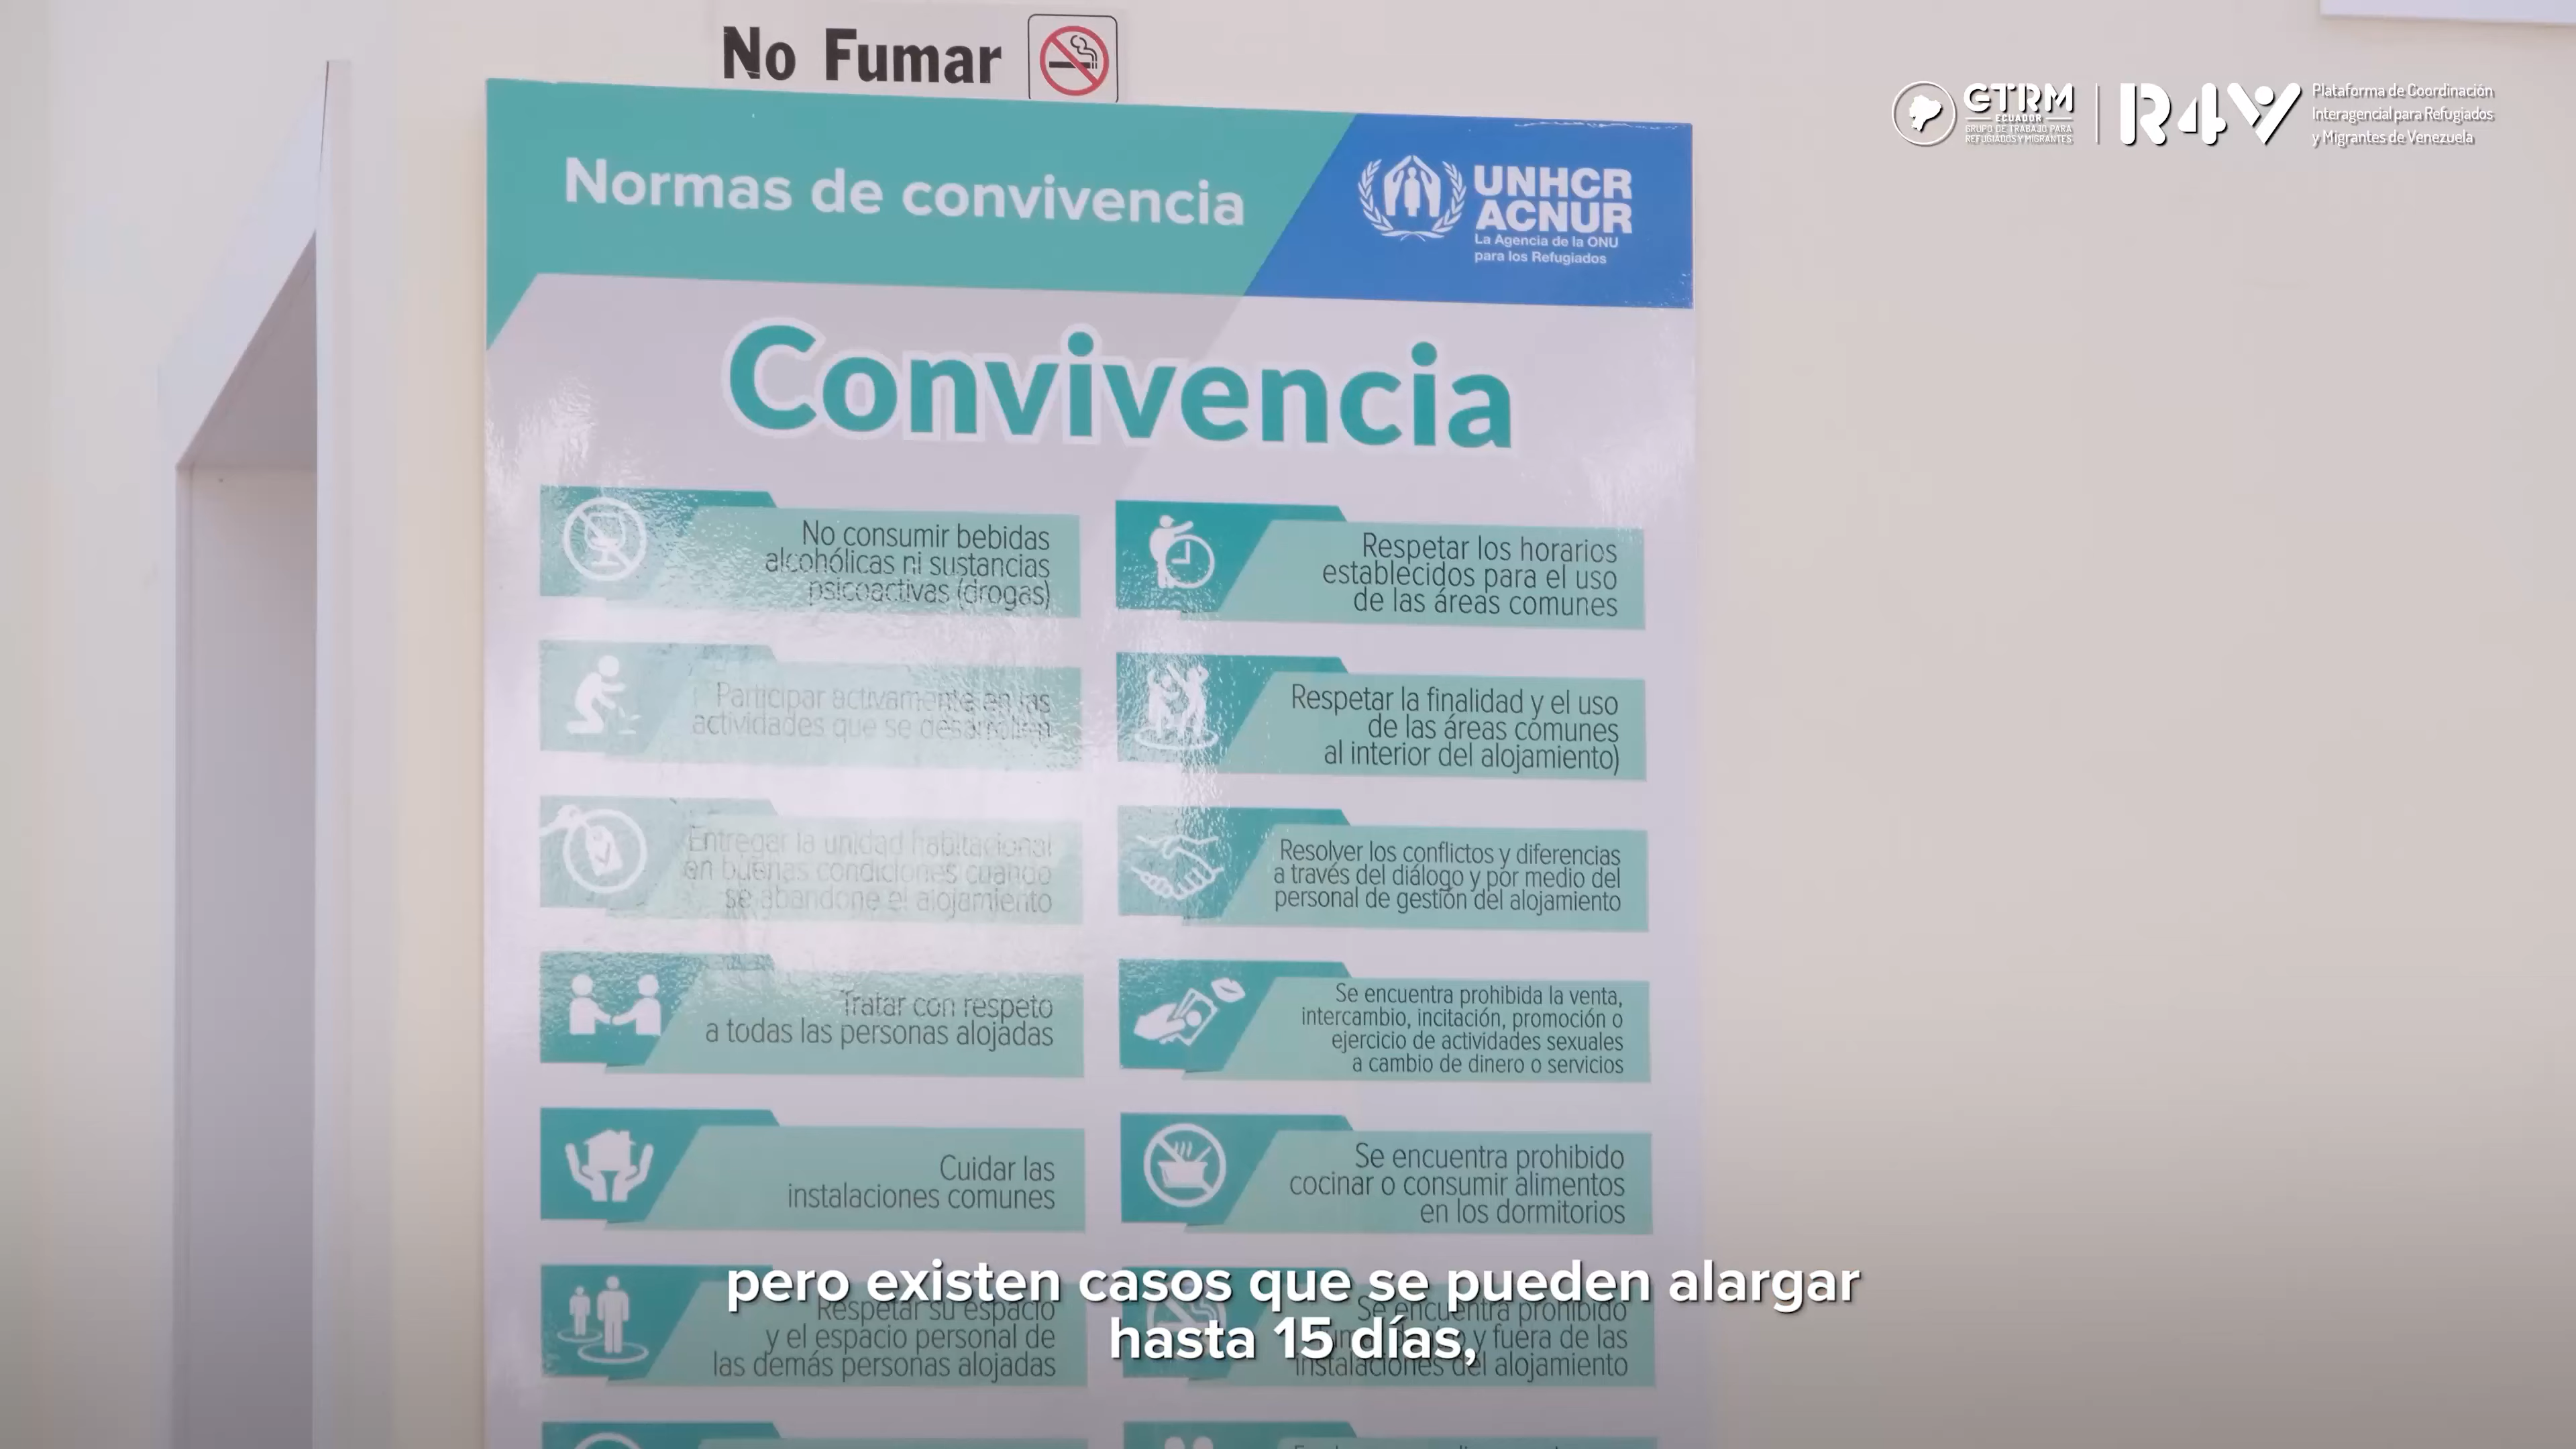 No Fumar
GTRM
ECUADOR
GRUPO DE TRABAJO PARA
REFUGIADOS Y MIGRANTES
R4V
Plataforma de Coordinación
Interagencial para Refugiados
y Migrantes de Venezuela
Normas de convivencia
UNHCR
ACNUR
La Agencia de la ONU
para los Refugiados
Convivencia
No consumir bebidas
alcohólicas ni sustancias
psicoactivas (drogas)
Participar activamente en las
actividades que se desarrollen
Entregar la unidad habitacional
en buenas condiciones cuando
se abandone el alojamiento
Tratar con respeto
a todas las personas alojadas
Cuidar las
instalaciones comunes
Respetar su espacio
y el espacio personal de
las demás personas alojadas
Respetar los horarios
establecidos para el uso
de las áreas comunes
Respetar la finalidad y el uso
de las áreas comunes
al interior del alojamiento)
Resolver los conflictos y diferencias
a través del diálogo y por medio del
personal de gestión del alojamiento
Se encuentra prohibida la venta,
intercambio, incitación, promoción o
ejercicio de actividades sexuales
a cambio de dinero o servicios
Se encuentra prohibido
cocinar o consumir alimentos
en los dormitorios
Se encuentra prohibido
y fuera de las
instalaciones del alojamiento
pero existen casos que se pueden alargar
hasta 15 días,